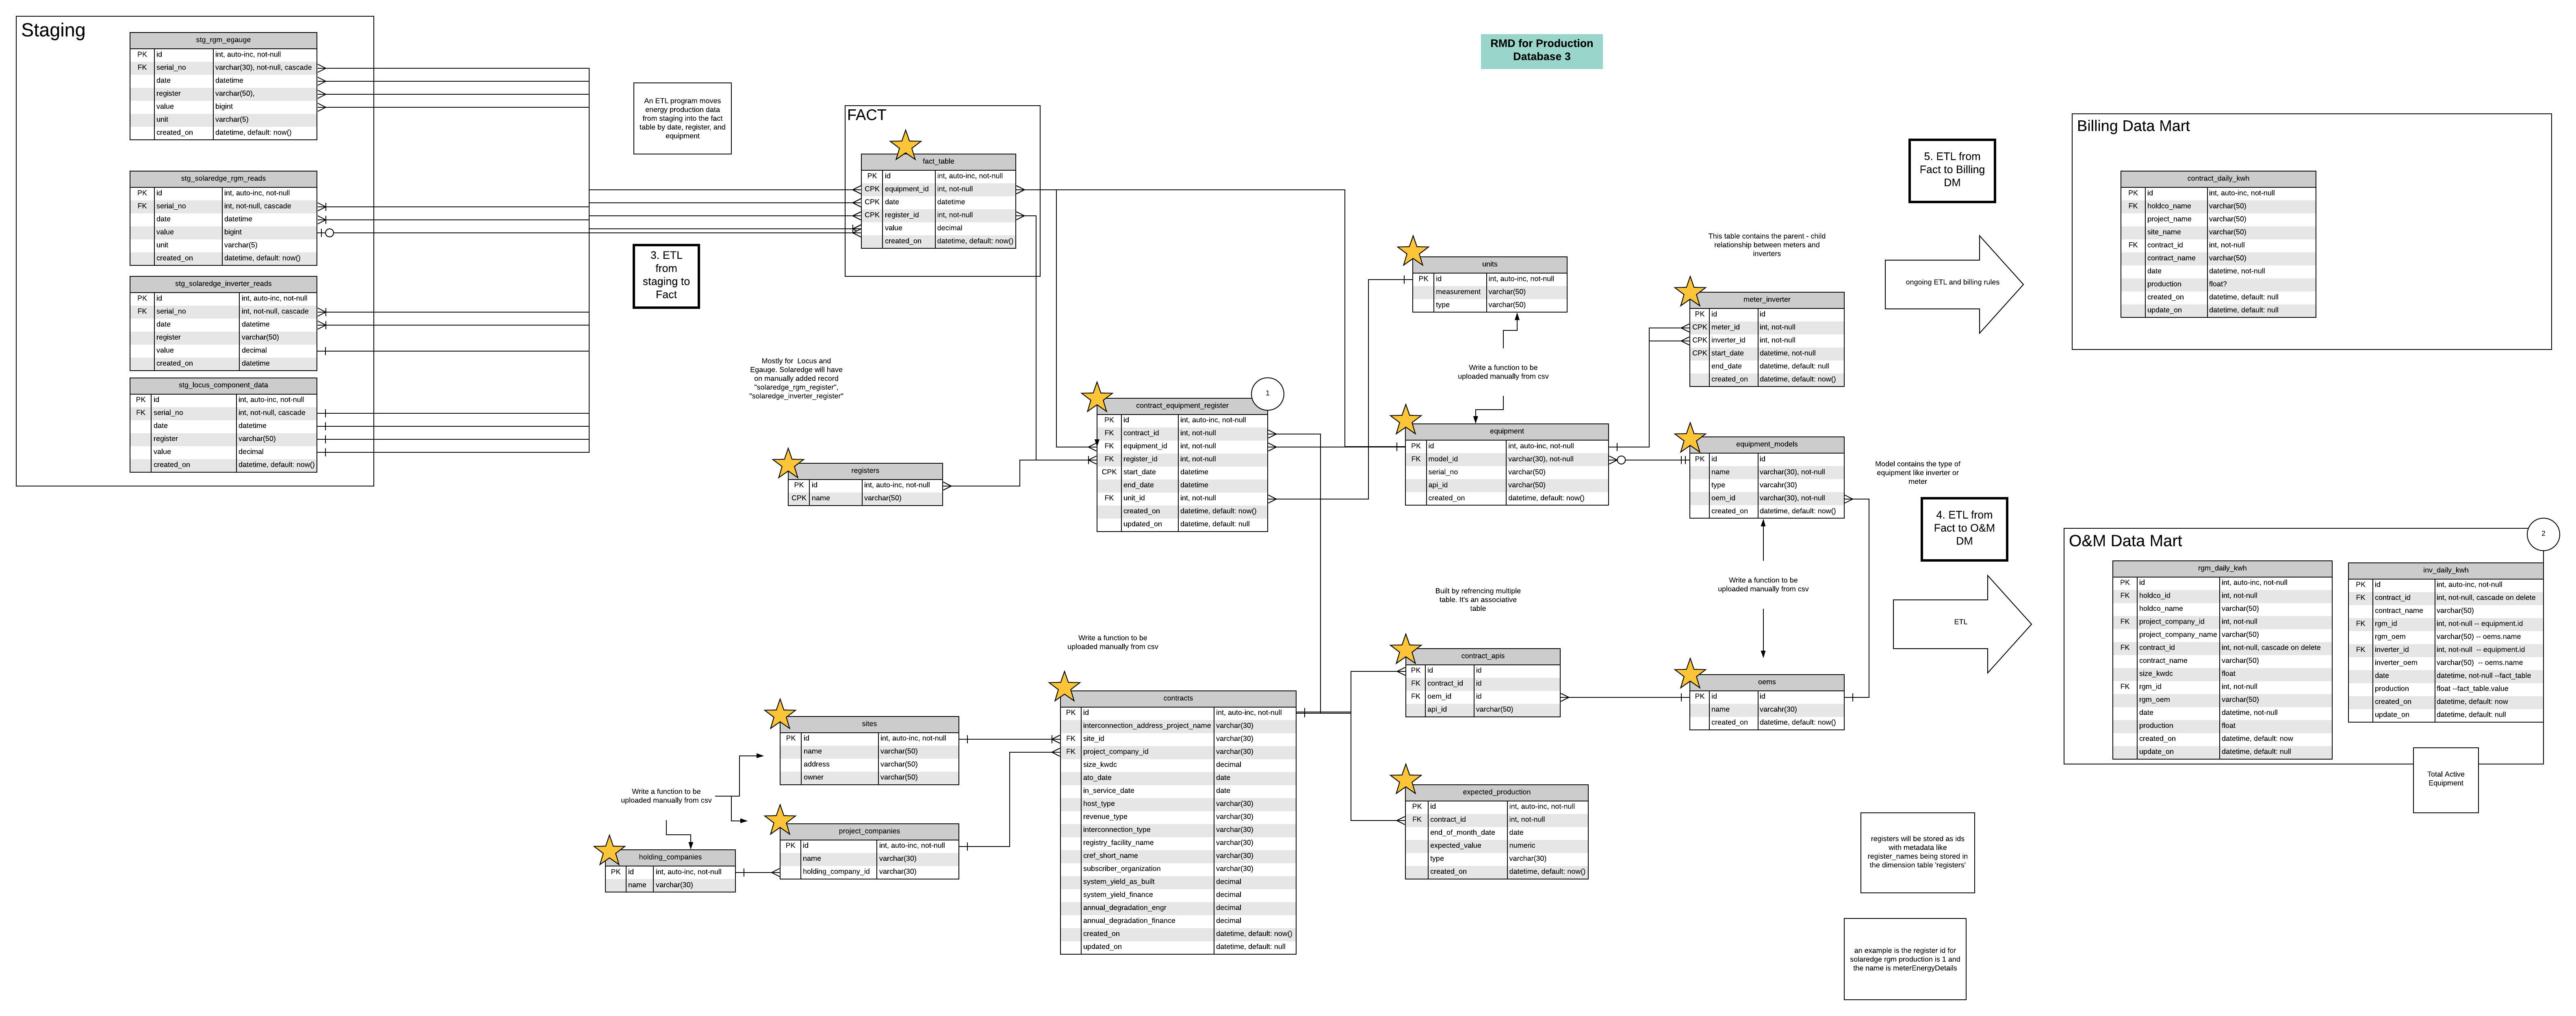 Staging
stg_rgm_egauge
PK id int, auto-inc, not-null
FK serial_no varchar(30), not-null, cascade
date datetime
register varchar(50),
value bigint
unit varchar(5)
created_on datetime, default: now()
stg_solaredge_rgm_reads
PK id int, auto-inc, not-null
FK serial_no int, not-null, cascade
date datetime
value bigint
unit varchar(5)
created_on datetime, default: now()
stg_solaredge_inverter_reads
PK id int, auto-inc, not-null
FK serial_no int, not-null, cascade
date datetime
register varchar(50)
value decimal
created_on datetime
stg_locus_component_data
PK id int, auto-inc, not-null
FK serial_no int, not-null, cascade
date datetime
register varchar(50)
value decimal
created_on datetime, default: now()
An ETL program moves
energy production data
from staging into the fact
table by date, register, and
equipment
3. ETL
from
staging to
Fact
FACT
fact_table
PK id int, auto-inc, not-null
CPK equipment_id int, not-null
CPK date datetime
CPK register_id int, not-null
value decimal
created_on datetime, default: now()
Mostly for Locus and
Egauge. Solaredge will have
on manually added record
"solaredge_rgm_register",
"solaredge_inverter_register"
registers
PK id int, auto-inc, not-null
CPK name varchar(50)
1
contract_equipment_register
PK id int, auto-inc, not-null
FK contract_id int, not-null
FK equipment_id int, not-null
FK register_id int, not-null
CPK start_date datetime
end_date datetime
FK unit_id int, not-null
created_on datetime, default: now()
updated_on datetime, default: null
RMD for Production
Database 3
units
PK id int, auto-inc, not-null
measurement varchar(50)
type varchar(50)
Write a function to be
uploaded manually from csv
equipment
PK id int, auto-inc, not-null
FK model_id varchar(30), not-null
serial_no varchar(50)
api_id varchar(50)
created_on datetime, default: now()
This table contains the parent - child
relationship between meters and
inverters
meter_inverter
PK id id
CPK meter_id int, not-null
CPK inverter_id int, not-null
CPK start_date datetime, not-null
end_date datetime, default: null
created_on datetime, default: now()
equipment_models
PK id int, auto-inc, not-null
name varchar(30), not-null
type varcahr(30)
oem_id varchar(30), not-null
created_on datetime, default: now()
Model contains the type of
equipment like inverter or
meter
Write a function to be
uploaded manually from csv
oems
PK id id
name varcahr(30)
created_on datetime, default: now()
Built by refrencing multiple
table. It's an associative
table
contract_apis
PK id id
FK contract_id id
FK oem_id id
api_id varchar(50)
expected_production
PK id int, auto-inc, not-null
FK contract_id int, not-null
end_of_month_date date
expected_value numeric
type varchar(30)
created_on datetime, default: now()
Write a function to be
uploaded manually from csv
contracts
PK id int, auto-inc, not-null
interconnection_address_project_name varchar(30)
FK site_id varchar(30)
FK project_company_id varchar(30)
size_kwdc decimal
ato_date date
in_service_date date
host_type varchar(30)
revenue_type varchar(30)
interconnection_type varchar(30)
registry_facility_name varchar(30)
cref_short_name varchar(30)
subscriber_organization varchar(30)
system_yield_as_built decimal
system_yield_finance decimal
annual_degradation_engr decimal
annual_degradation_finance decimal
created_on datetime, default: now()
updated_on datetime, default: null
sites
PK id int, auto-inc, not-null
name varchar(50)
address varchar(50)
owner varchar(50)
Write a function to be
uploaded manually from csv
project_companies
PK id int, auto-inc, not-null
name varchar(30)
holding_company_id varchar(30)
holding_companies
PK id int, auto-inc, not-null
name varchar(30)
5. ETL from
Fact to Billing
DM
ongoing ETL and billing rules
Billing Data Mart
contract_daily_kwh
PK id int, auto-inc, not-null
FK holdco_name varchar(50)
project_name varchar(50)
site_name varchar(50)
FK contract_id int, not-null
contract_name varchar(50)
date datetime, not-null
production float?
created_on datetime, default: null
update_on datetime, default: null
4. ETL from
Fact to O&M
DM
ETL
O&M Data Mart
2
rgm_daily_kwh
PK id int, auto-inc, not-null
FK holdco_id int, not-null
holdco_name varchar(50)
FK project_company_id int, not-null
project_company_name varchar(50)
FK contract_id int, not-null, cascade on delete
contract_name varchar(50)
size_kwdc float
FK rgm_id int, not-null
rgm_oem varchar(50)
date datetime, not-null
production float
created_on datetime, default: now
update_on datetime, default: null
inv_daily_kwh
PK id int, auto-inc, not-null
FK contract_id int, not-null, cascade on delete
contract_name varchar(50)
FK rgm_id int, not-null -- equipment.id
rgm_oem varchar(50) -- oems.name
FK inverter_id int, not-null -- equipment.id
inverter_oem varchar(50) -- oems.name
date datetime, not-null --fact_table
production float --fact_table.value
created_on datetime, default: now
update_on datetime, default: null
Total Active
Equipment
registers will be stored as ids
with metadata like
register_names being stored in
the dimension table 'registers'
an example is the register id for
solaredge rgm production is 1 and
the name is meterEnergyDetails